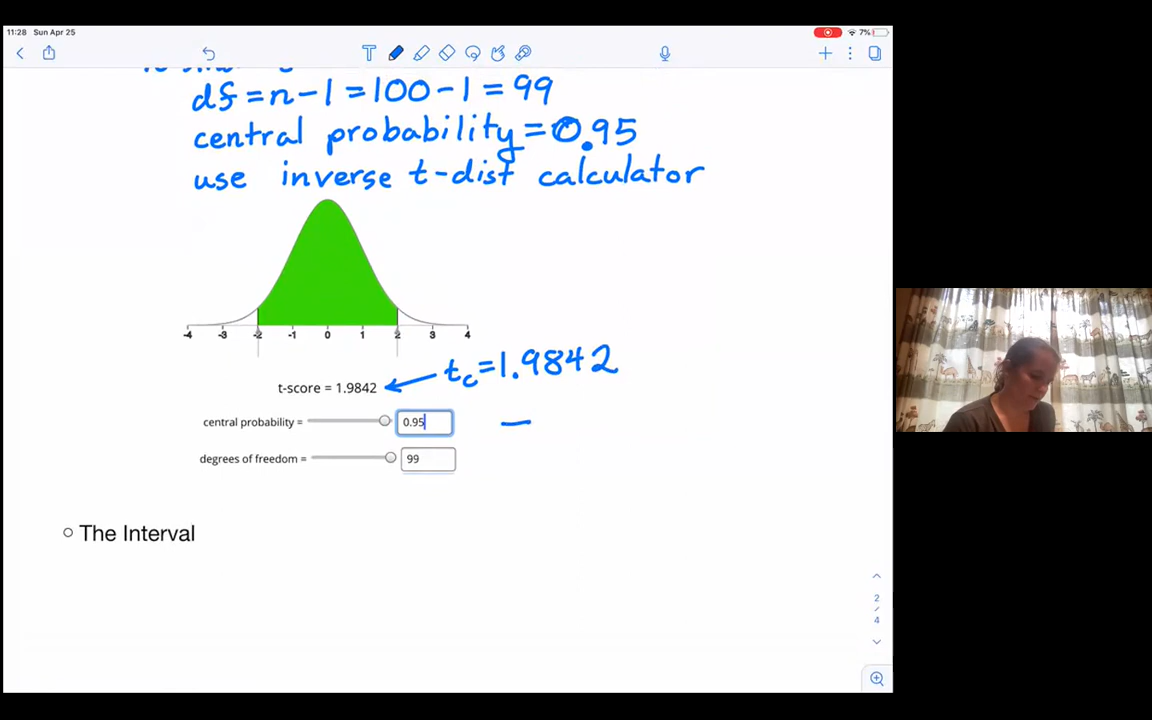 11:28 Sun Apr 25
7%
df = n-1 = 100-1 = 99
central probability = 0.95
use inverse t-dist calculator
-4 -3 -2 -1 0 1 2 3 4
tc = 1.9842
t-score = 1.9842
central probability = 0.95
degrees of freedom = 99
The Interval
2
/
4